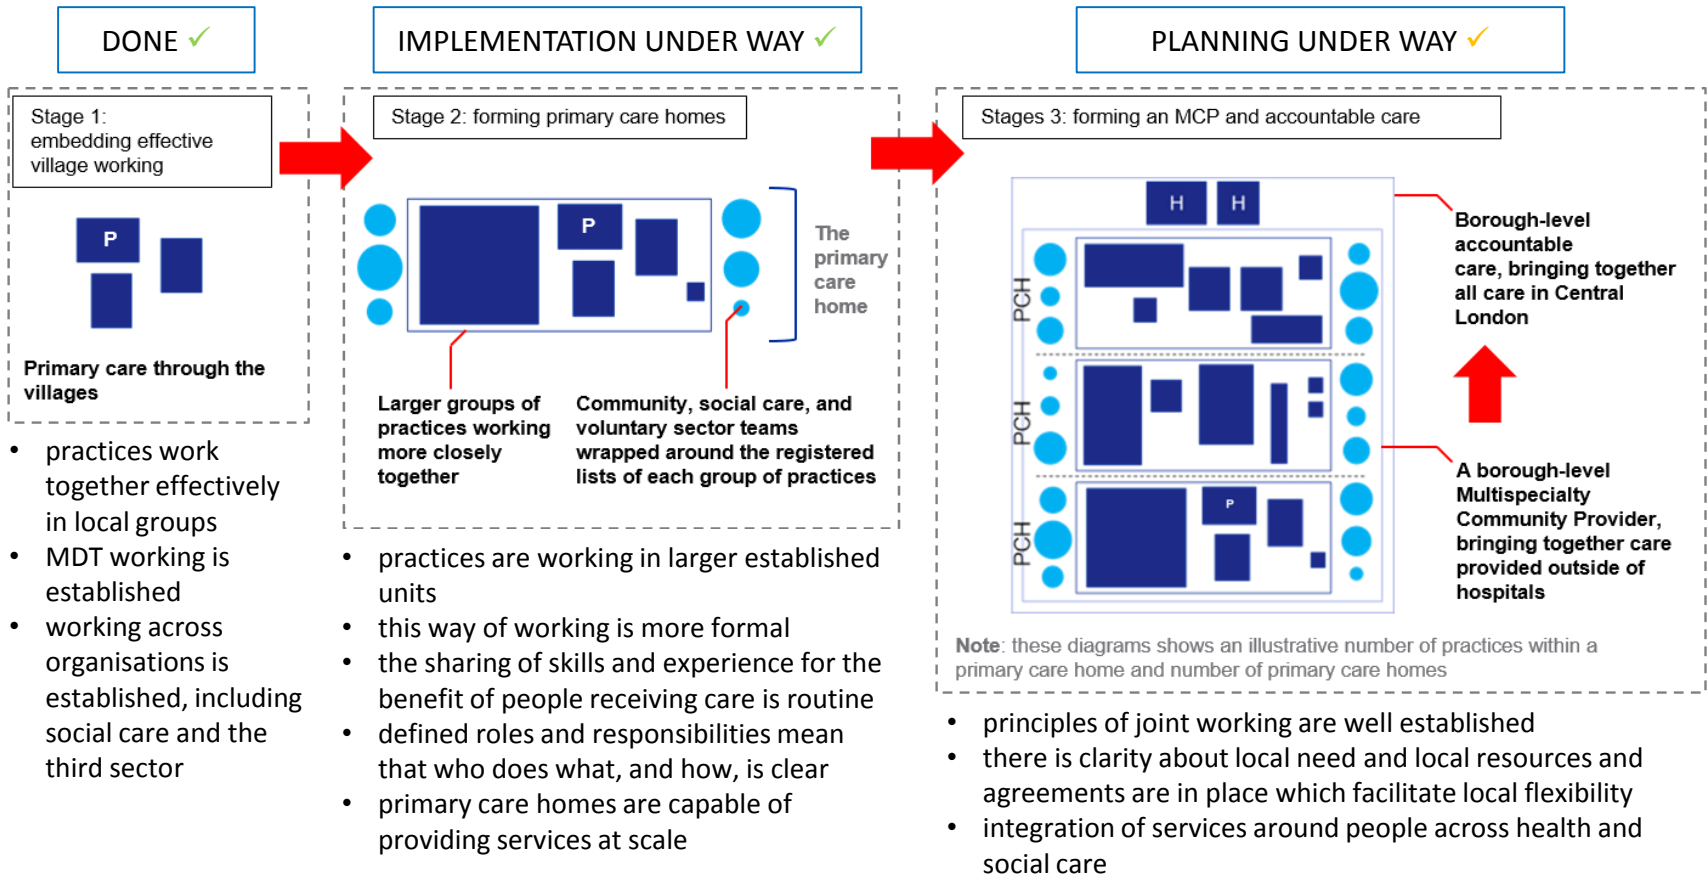 DONE ✓
IMPLEMENTATION UNDER WAY ✓
PLANNING UNDER WAY ✓
Stage 1:
embedding effective
village working
P
Primary care through the
villages
• practices work
together effectively
in local groups
• MDT working is
established
• working across
organisations is
established, including
social care and the
third sector
Stage 2: forming primary care homes
P
The
primary
care
home
Larger groups of
practices working
more closely
together
Community, social care, and
voluntary sector teams
wrapped around the registered
lists of each group of practices
• practices are working in larger established
units
• this way of working is more formal
• the sharing of skills and experience for the
benefit of people receiving care is routine
• defined roles and responsibilities mean
that who does what, and how, is clear
• primary care homes are capable of
providing services at scale
Stages 3: forming an MCP and accountable care
H H
PCH
PCH
PCH
P
Borough-level
accountable
care, bringing together
all care in Central
London
A borough-level
Multispecialty
Community Provider,
bringing together care
provided outside of
hospitals
Note: these diagrams shows an illustrative number of practices within a
primary care home and number of primary care homes
• principles of joint working are well established
• there is clarity about local need and local resources and
agreements are in place which facilitate local flexibility
• integration of services around people across health and
social care